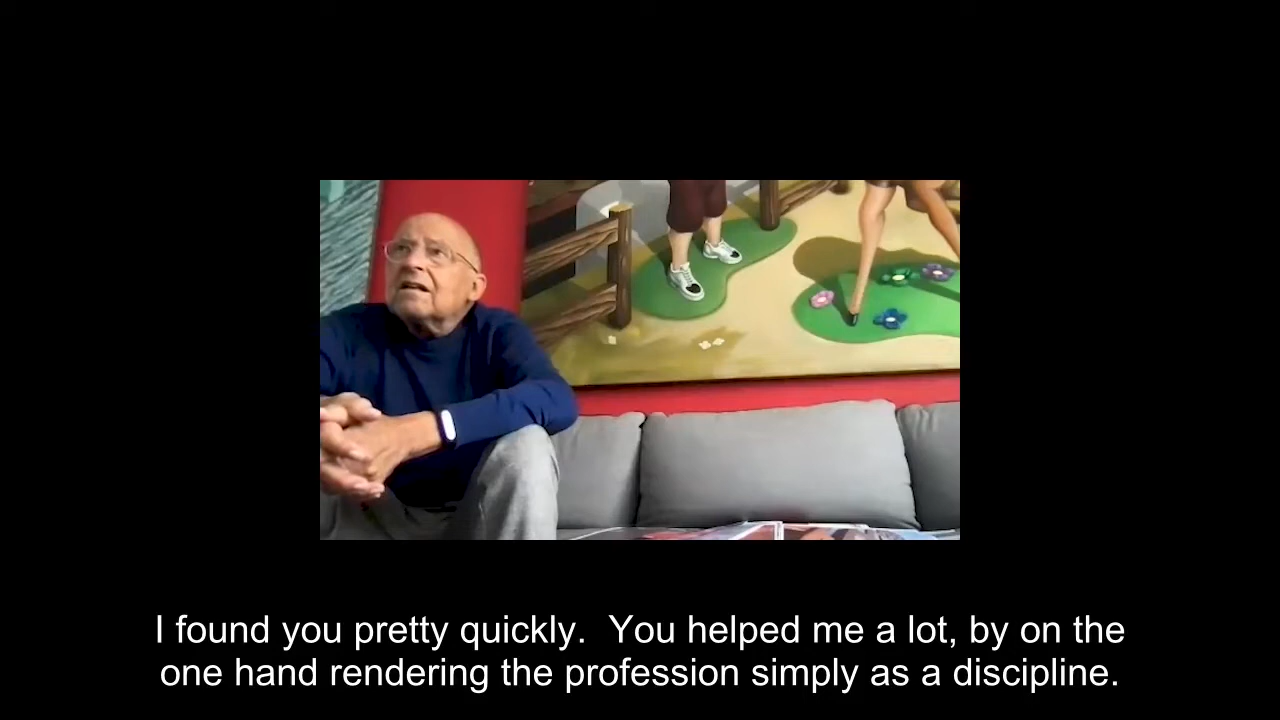 I found you pretty quickly.  You helped me a lot, by on the
one hand rendering the profession simply as a discipline.